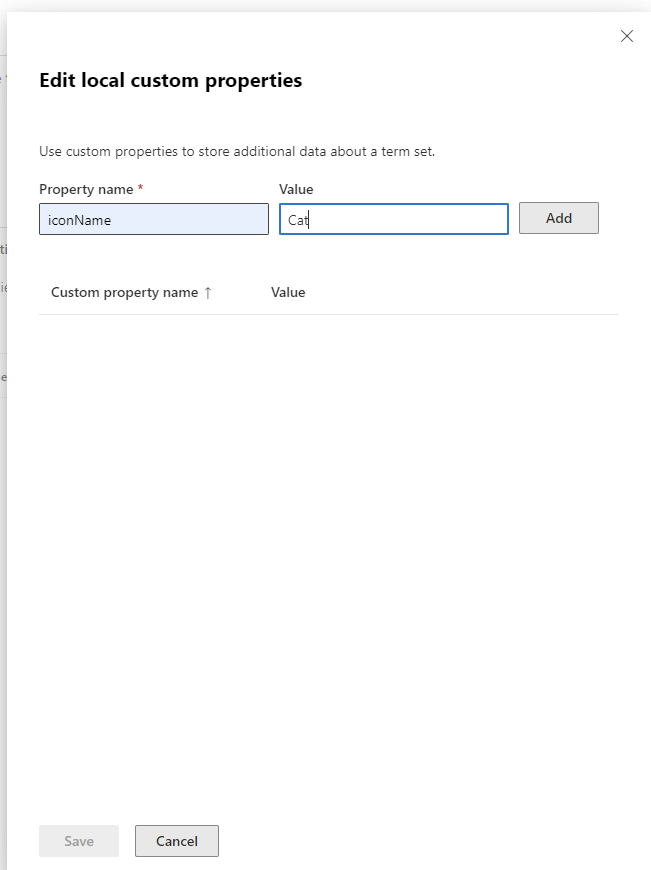 Edit local custom properties
Use custom properties to store additional data about a term set.
Property name * Value
iconName Cat Add
Custom property name ↑ Value
Save Cancel